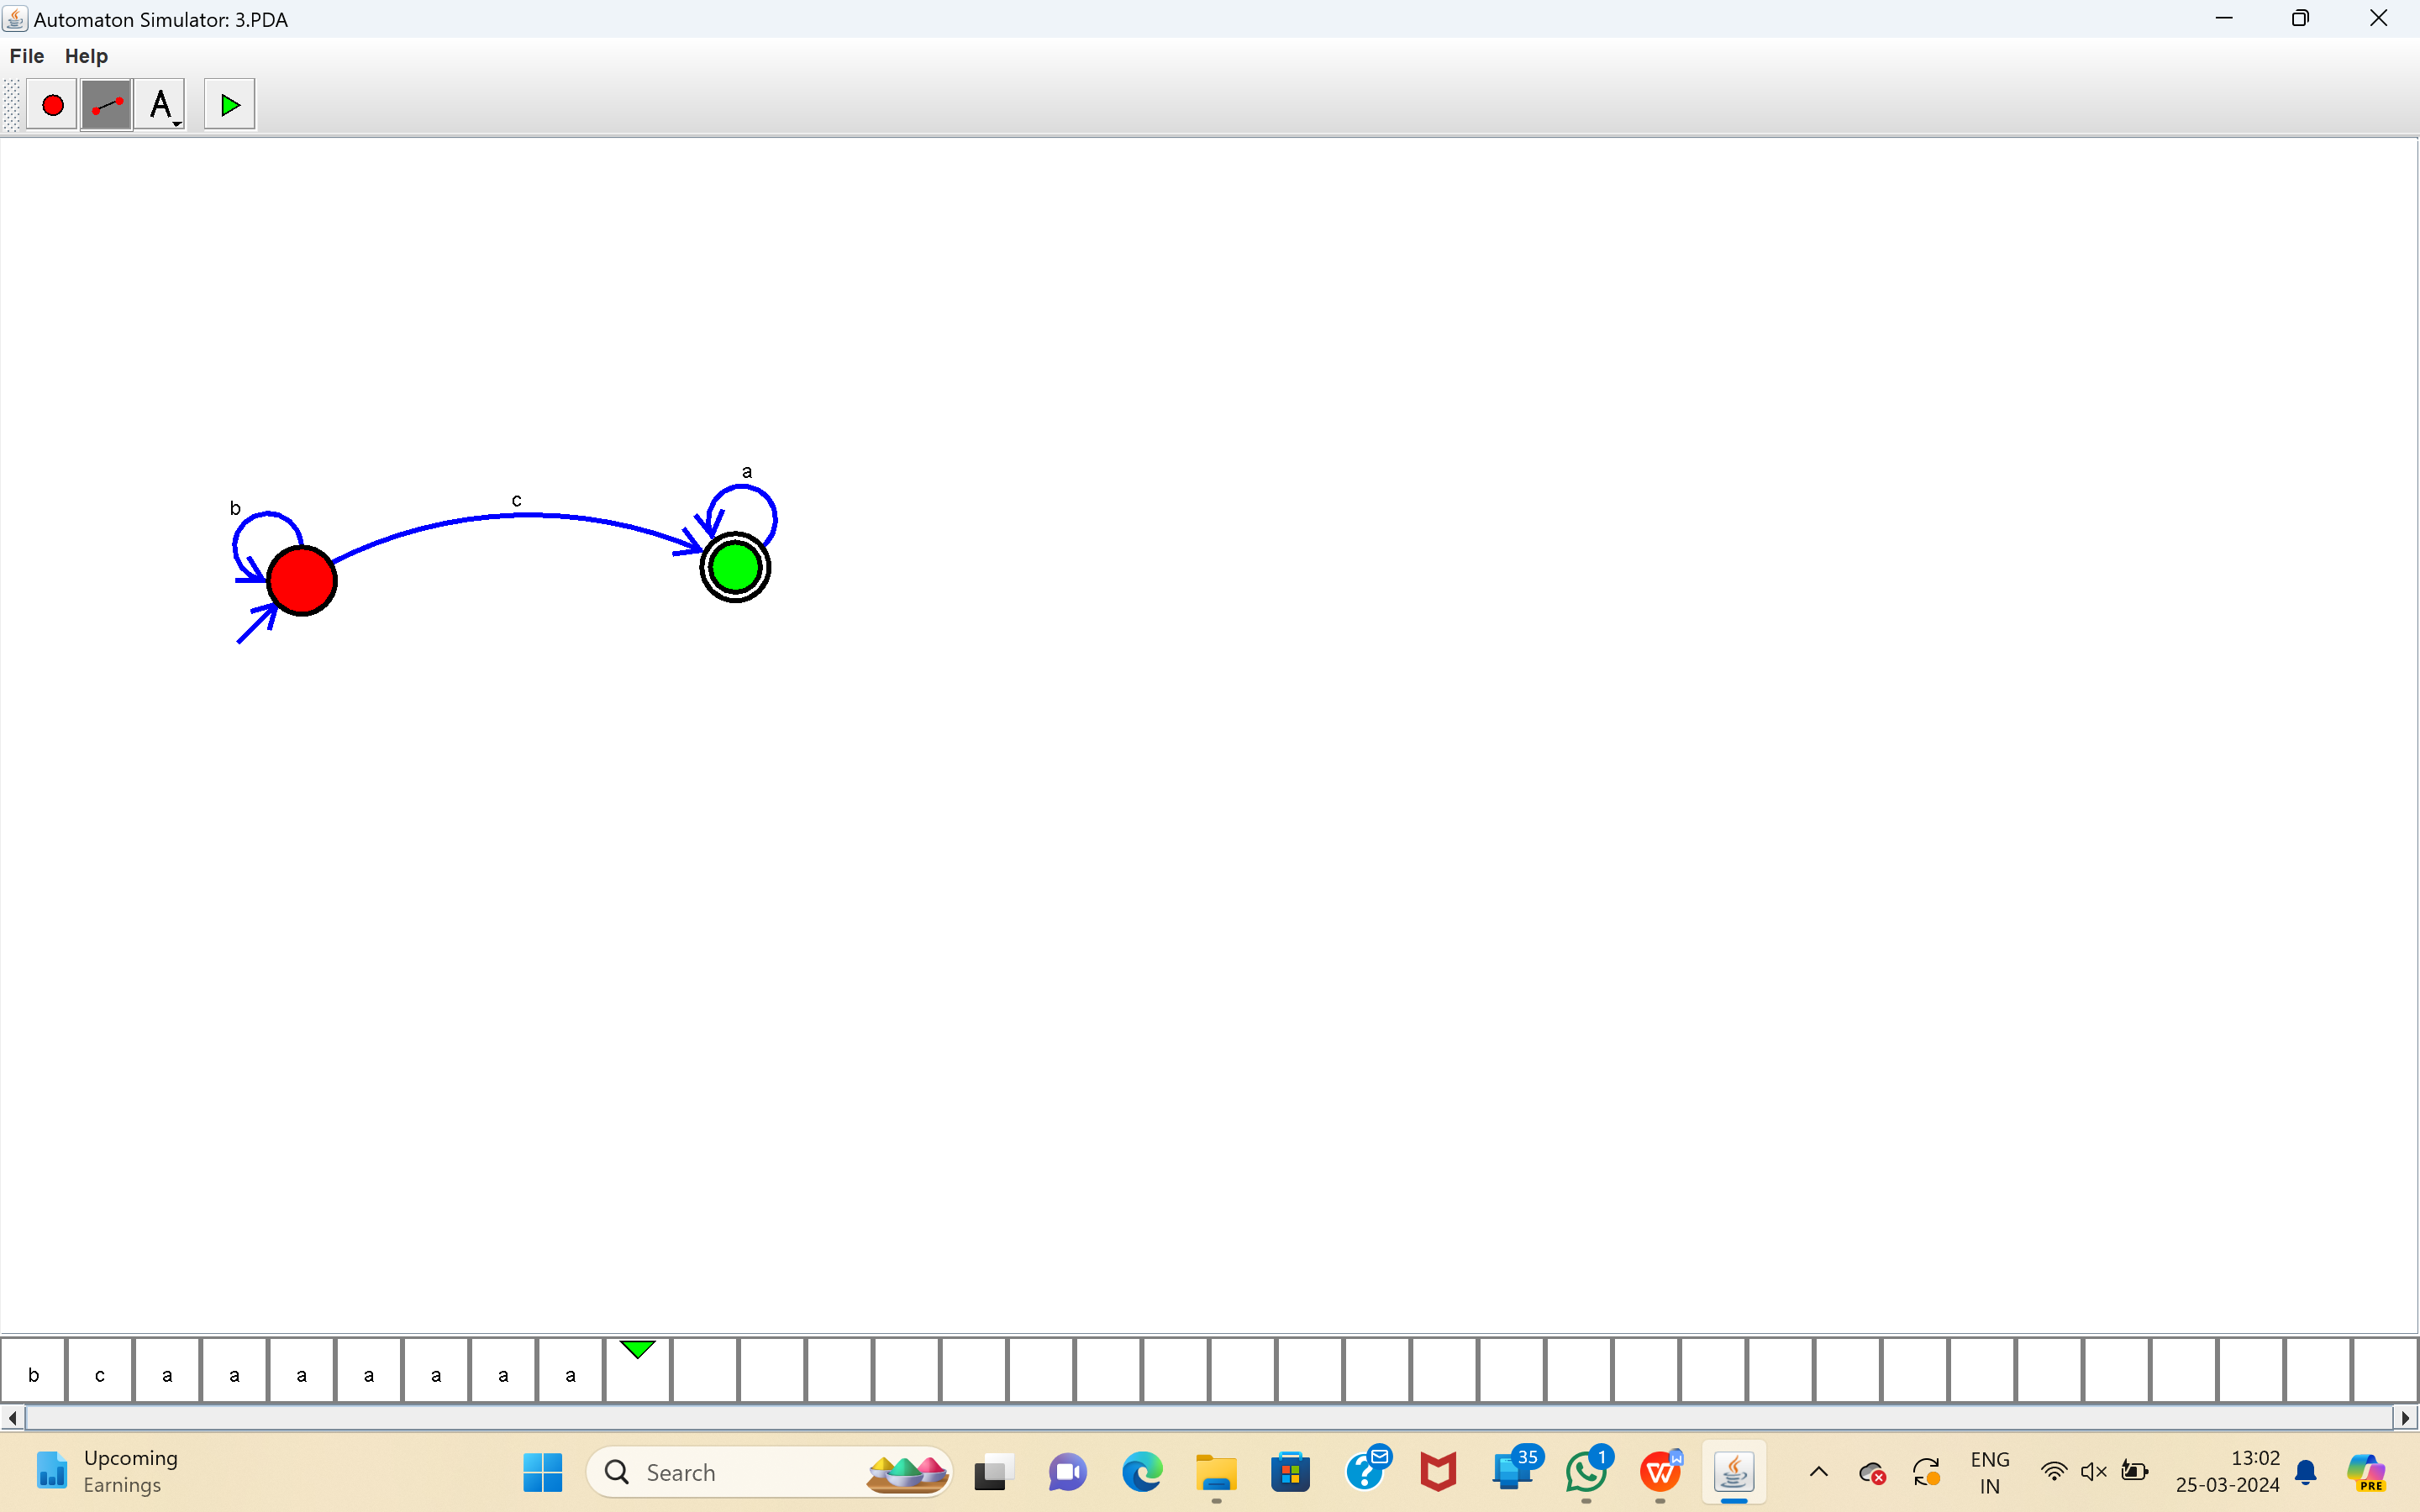 Automaton Simulator: 3.PDA
File Help
A
a
c
b
b c a a a a a a a
Upcoming
Earnings
Search
35
1
W
ENG
IN
13:02
25-03-2024
PRE